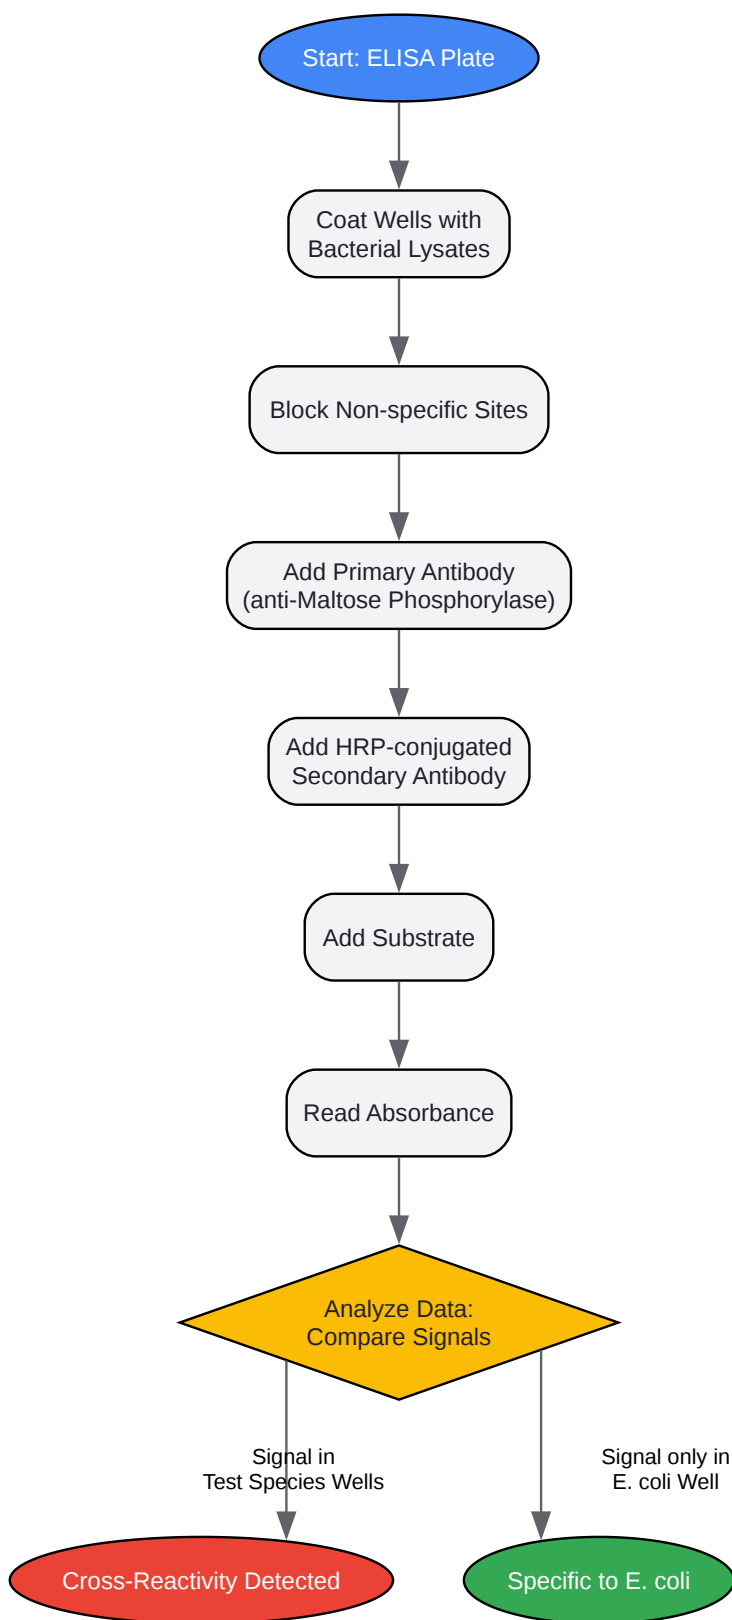 Start: ELISA Plate
Coat Wells with
Bacterial Lysates
Block Non-specific Sites
Add Primary Antibody
(anti-Maltose Phosphorylase)
Add HRP-conjugated
Secondary Antibody
Add Substrate
Read Absorbance
Analyze Data:
Compare Signals
Signal in
Test Species Wells
Signal only in
E. coli Well
Cross-Reactivity Detected
Specific to E. coli